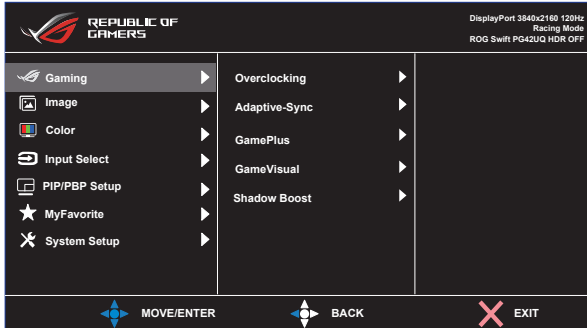 REPUBLIC OF
GAMERS
DisplayPort 3840x2160 120Hz
Racing Mode
ROG Swift PG42UQ HDR OFF
Gaming
Image
Color
Input Select
PIP/PBP Setup
MyFavorite
System Setup
Overclocking
Adaptive-Sync
GamePlus
GameVisual
Shadow Boost
MOVE/ENTER
BACK
EXIT